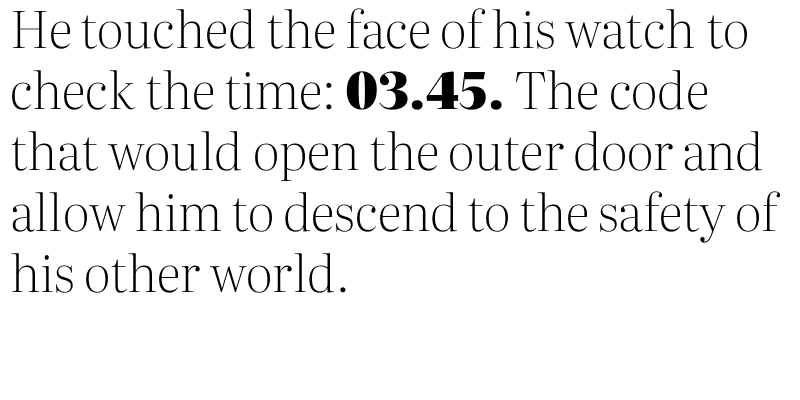 He touched the face of his watch to
check the time: 03.45. The code
that would open the outer door and
allow him to descend to the safety of
his other world.